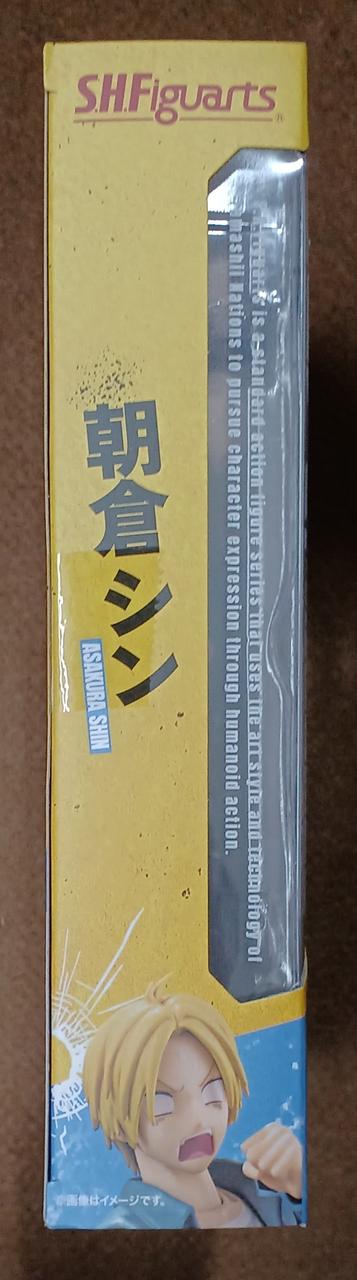 S.H.Figuarts
®
is a standard action figure series that uses the art style and technology of
Tamashii Nations to pursue character expression through humanoid action.
朝倉シン
ASAKURA SHIN
※画像はイメージです。